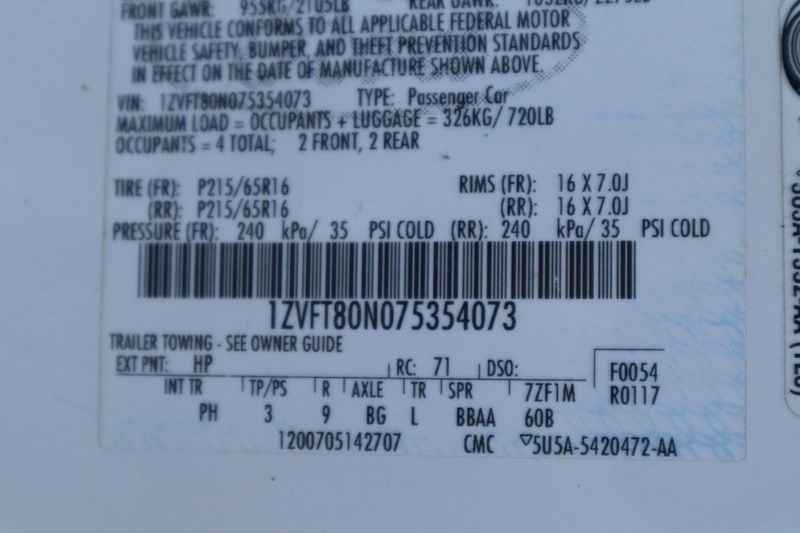 FRONT GAWR: 955KG/2105LB REAR GAWR: 1032KG/2275LB
THIS VEHICLE CONFORMS TO ALL APPLICABLE FEDERAL MOTOR
VEHICLE SAFETY, BUMPER, AND THEFT PREVENTION STANDARDS
IN EFFECT ON THE DATE OF MANUFACTURE SHOWN ABOVE.
VIN: 1ZVFT80N075354073 TYPE: Passenger Car
MAXIMUM LOAD = OCCUPANTS + LUGGAGE = 326KG/ 720LB
OCCUPANTS = 4 TOTAL; 2 FRONT, 2 REAR
TIRE (FR): P215/65R16 RIMS (FR): 16 X 7.0J
(RR): P215/65R16 (RR): 16 X 7.0J
PRESSURE (FR): 240 kPa/ 35 PSI COLD (RR): 240 kPa/ 35 PSI COLD
1ZVFT80N075354073
TRAILER TOWING - SEE OWNER GUIDE
EXT PNT: HP RC: 71 DSO:
F0054
R0117
INT TR TP/PS R AXLE TR SPR 7ZF1M
PH 3 9 BG L BBAA 60B
1200705142707 CMC ▽5U5A-5420472-AA